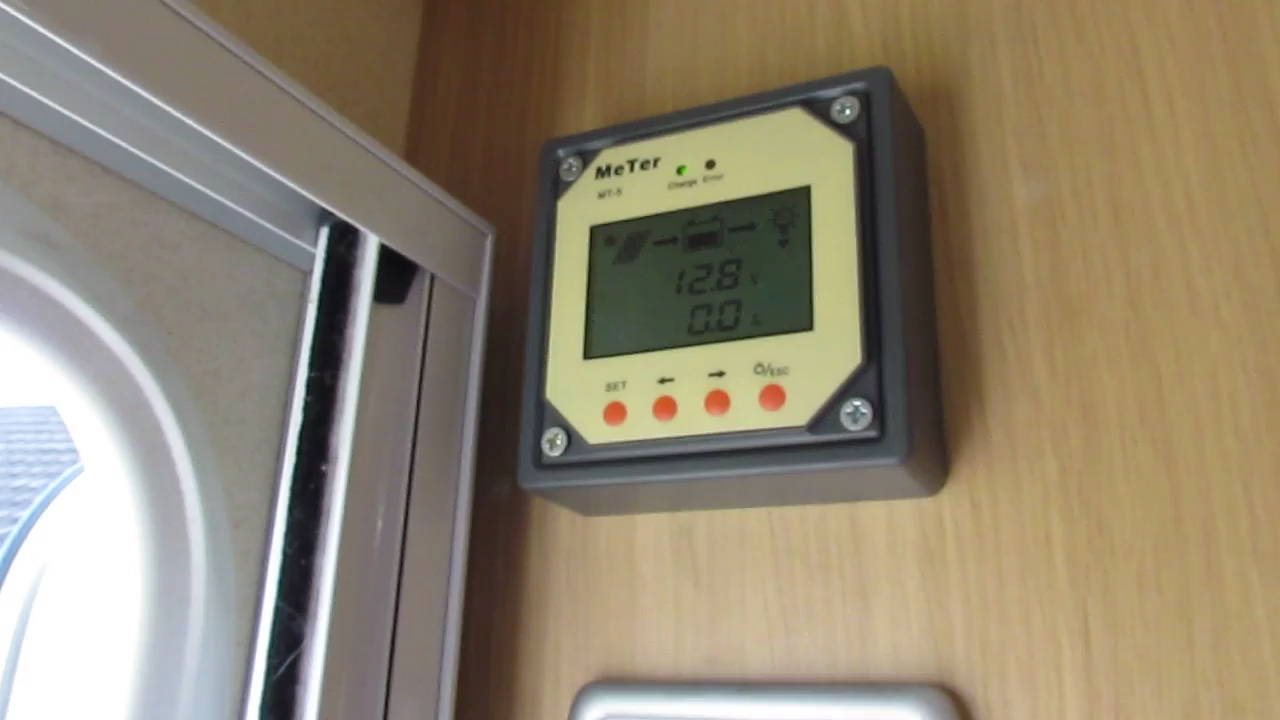 MeTer
MT-5
Charge Error
12.8 V
0.0 A
SET
/ESC